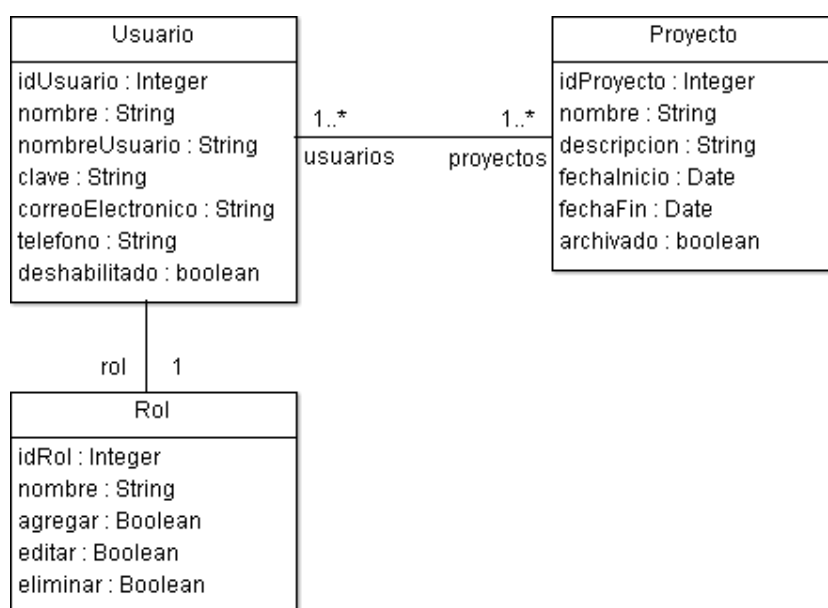 Usuario
idUsuario : Integer
nombre : String
nombreUsuario : String
clave : String
correoElectronico : String
telefono : String
deshabilitado : boolean
1..*
usuarios
1..*
proyectos
Proyecto
idProyecto : Integer
nombre : String
descripcion : String
fechaInicio : Date
fechaFin : Date
archivado : boolean
rol
1
Rol
idRol : Integer
nombre : String
agregar : Boolean
editar : Boolean
eliminar : Boolean